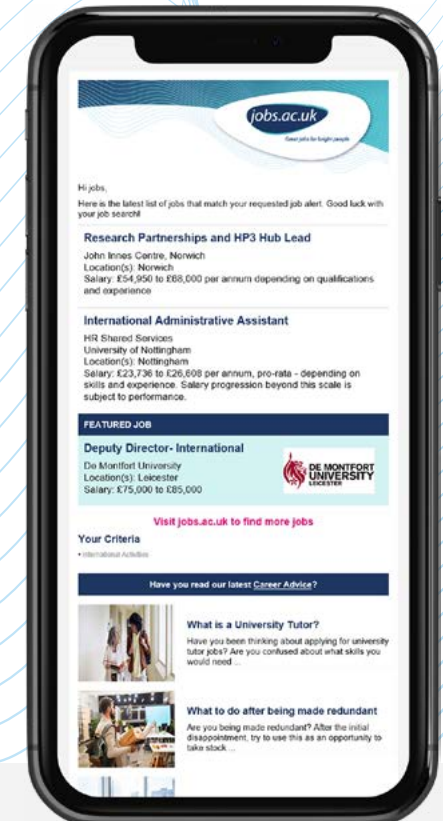 jobs.ac.uk
Great jobs for bright people
Hi jobs,
Here is the latest list of jobs that match your requested job alert. Good luck with
your job search!
Research Partnerships and HP3 Hub Lead
John Innes Centre, Norwich
Location(s): Norwich
Salary: £54,950 to £68,000 per annum depending on qualifications
and experience
International Administrative Assistant
HR Shared Services
University of Nottingham
Location(s): Nottingham
Salary: £23,736 to £26,608 per annum, pro-rata - depending on
skills and experience. Salary progression beyond this scale is
subject to performance.
FEATURED JOB
Deputy Director- International
De Montfort University
Location(s): Leicester
Salary: £75,000 to £85,000
DE MONTFORT
UNIVERSITY
LEICESTER
Visit jobs.ac.uk to find more jobs
Your Criteria
• International Activities
Have you read our latest Career Advice?
What is a University Tutor?
Have you been thinking about applying for university
tutor jobs? Are you confused about what skills you
would need ...
What to do after being made redundant
Are you being made redundant? After the initial
disappointment, try to use this as an opportunity to
take stock ...